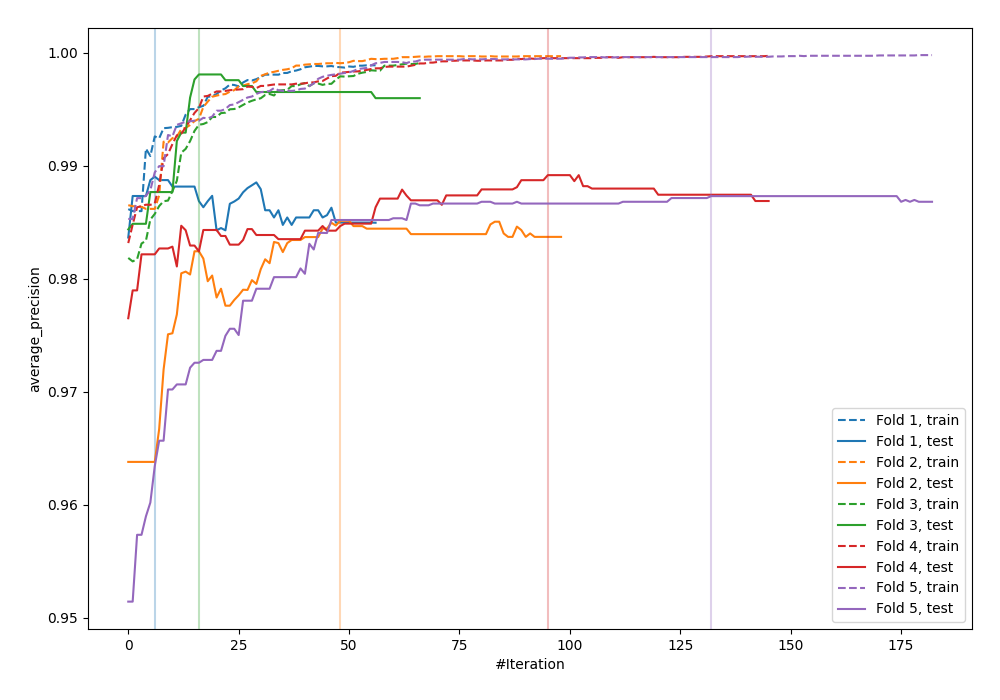 1.00
0.99
0.98
0.97
0.96
0.95
average_precision
0
25
50
75
100
125
150
175
#Iteration
Fold 1, train
Fold 1, test
Fold 2, train
Fold 2, test
Fold 3, train
Fold 3, test
Fold 4, train
Fold 4, test
Fold 5, train
Fold 5, test